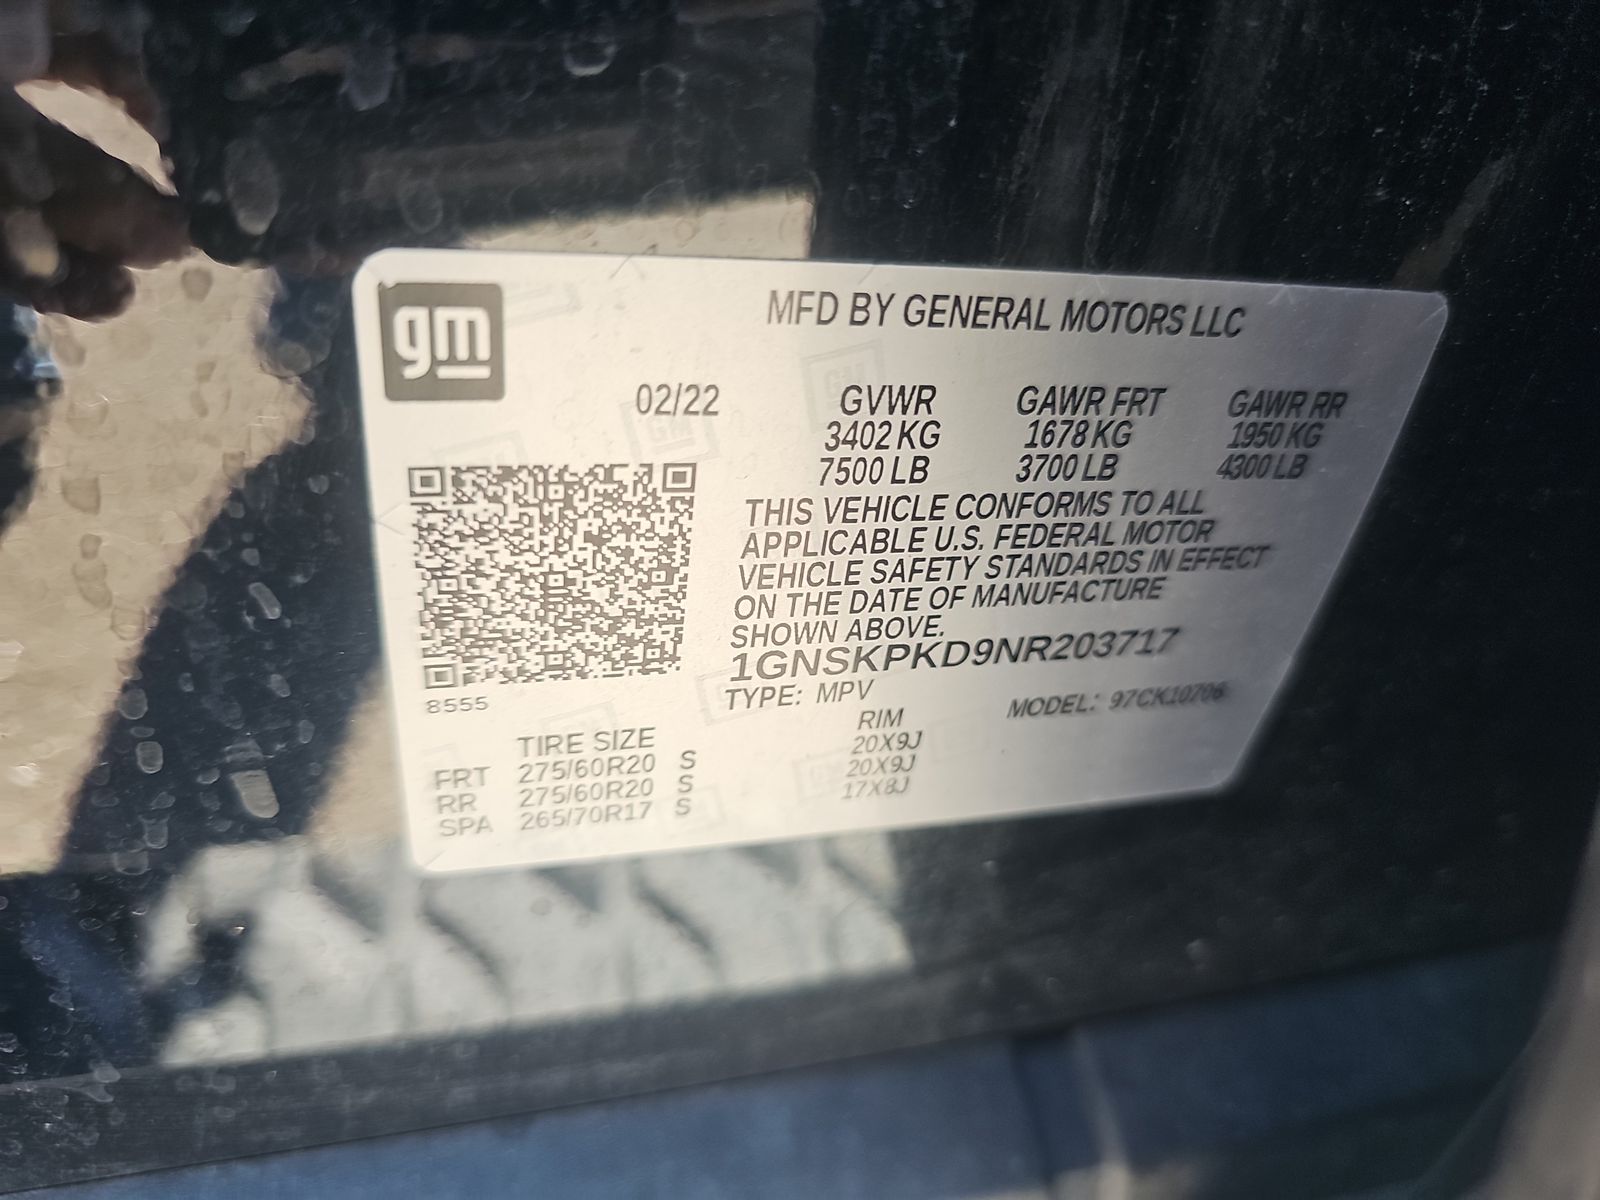 gm
MFD BY GENERAL MOTORS LLC
02/22 GVWR GAWR FRT GAWR RR
3402 KG 1678 KG 1950 KG
7500 LB 3700 LB 4300 LB
THIS VEHICLE CONFORMS TO ALL
APPLICABLE U.S. FEDERAL MOTOR
VEHICLE SAFETY STANDARDS IN EFFECT
ON THE DATE OF MANUFACTURE
SHOWN ABOVE.
1GNSKPKD9NR203717
8555
TYPE: MPV MODEL: 97CK10706
TIRE SIZE RIM
FRT 275/60R20 S 20X9J
RR 275/60R20 S 20X9J
SPA 265/70R17 S 17X8J